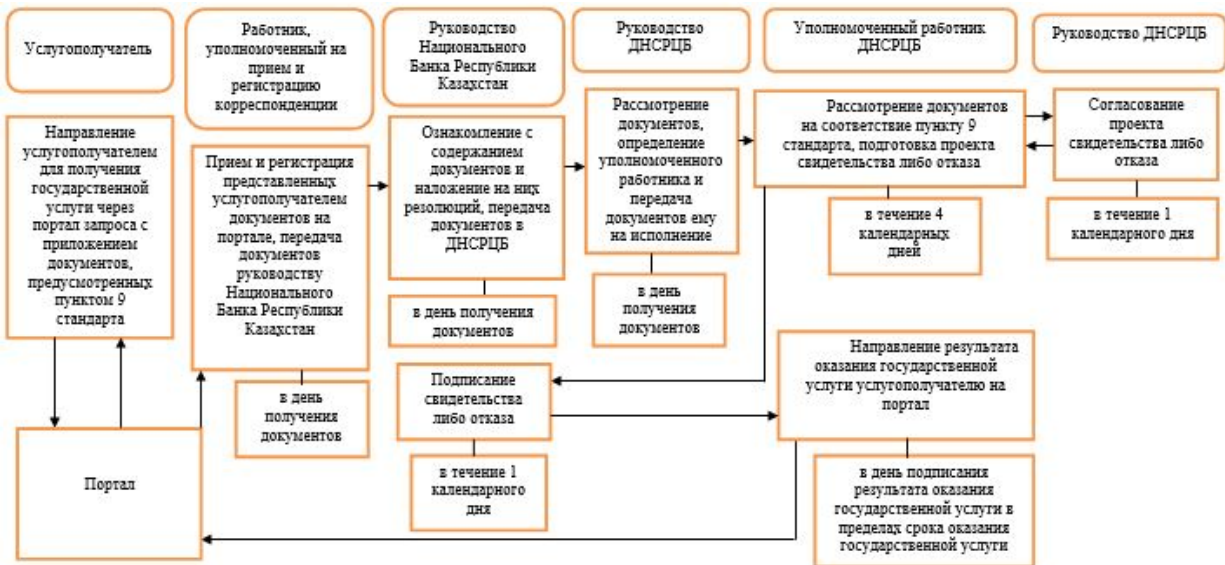 Услугополучатель
Работник,
уполномоченный на
прием и
регистрацию
корреспонденции
Руководство
Национального
Банка Республики
Казахстан
Руководство
ДНСРЦБ
Уполномоченный работник
ДНСРЦБ
Руководство ДНСРЦБ
Направление
услугополучателем
для получения
государственной
услуги через
портал запроса с
приложением
документов,
предусмотренных
пунктом 9
стандарта
Прием и регистрация
представленных
услугополучателем
документов на
портале, передача
документов
руководству
Национального
Банка Республики
Казахстан
в день
получения
документов
Ознакомление с
содержанием
документов и
наложение на них
резолюций, передача
документов в
ДНСРЦБ
в день получения
документов
Рассмотрение
документов,
определение
уполномоченного
работника и
передача
документов ему
на исполнение
в день
получения
документов
Рассмотрение документов
на соответствие пункту 9
стандарта, подготовка проекта
свидетельства либо отказа
в течение 4
календарных
дней
Согласование
проекта
свидетельства либо
отказа
в течение 1
календарного дня
Подписание
свидетельства
либо отказа
в течение 1
календарного
дня
Направление результата
оказания государственной
услуги услугополучателю на
портал
в день подписания
результата оказания
государственной услуги в
пределах срока оказания
государственной услуги
Портал